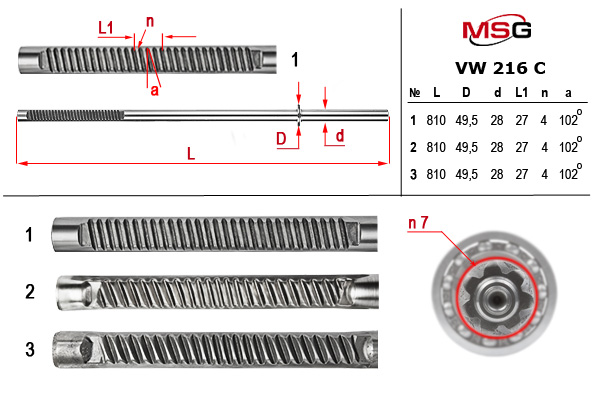 MSG
VW 216 C
L1 n
a
1
D d
L
№ L D d L1 n a
1 810 49,5 28 27 4 102°
2 810 49,5 28 27 4 102°
3 810 49,5 28 27 4 102°
1
2
3
n 7